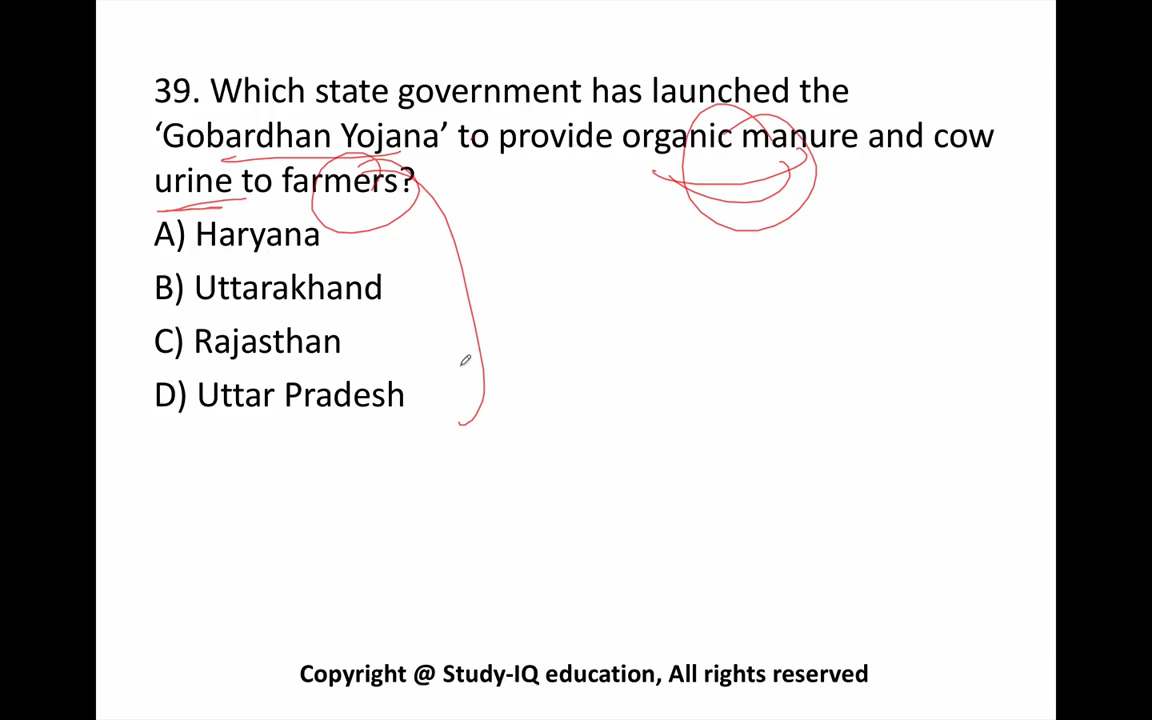 39. Which state government has launched the
‘Gobardhan Yojana’ to provide organic manure and cow
urine to farmers?
A) Haryana
B) Uttarakhand
C) Rajasthan
D) Uttar Pradesh
Copyright @ Study-IQ education, All rights reserved